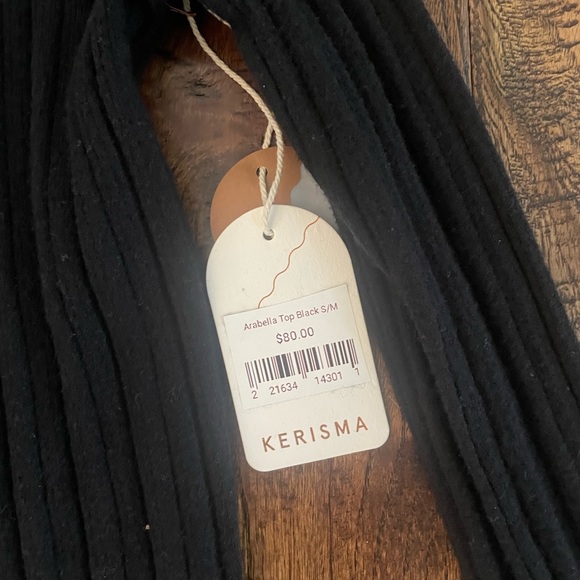 Arabella Top Black S/M
$80.00
2 21634 14301 1
KERISMA